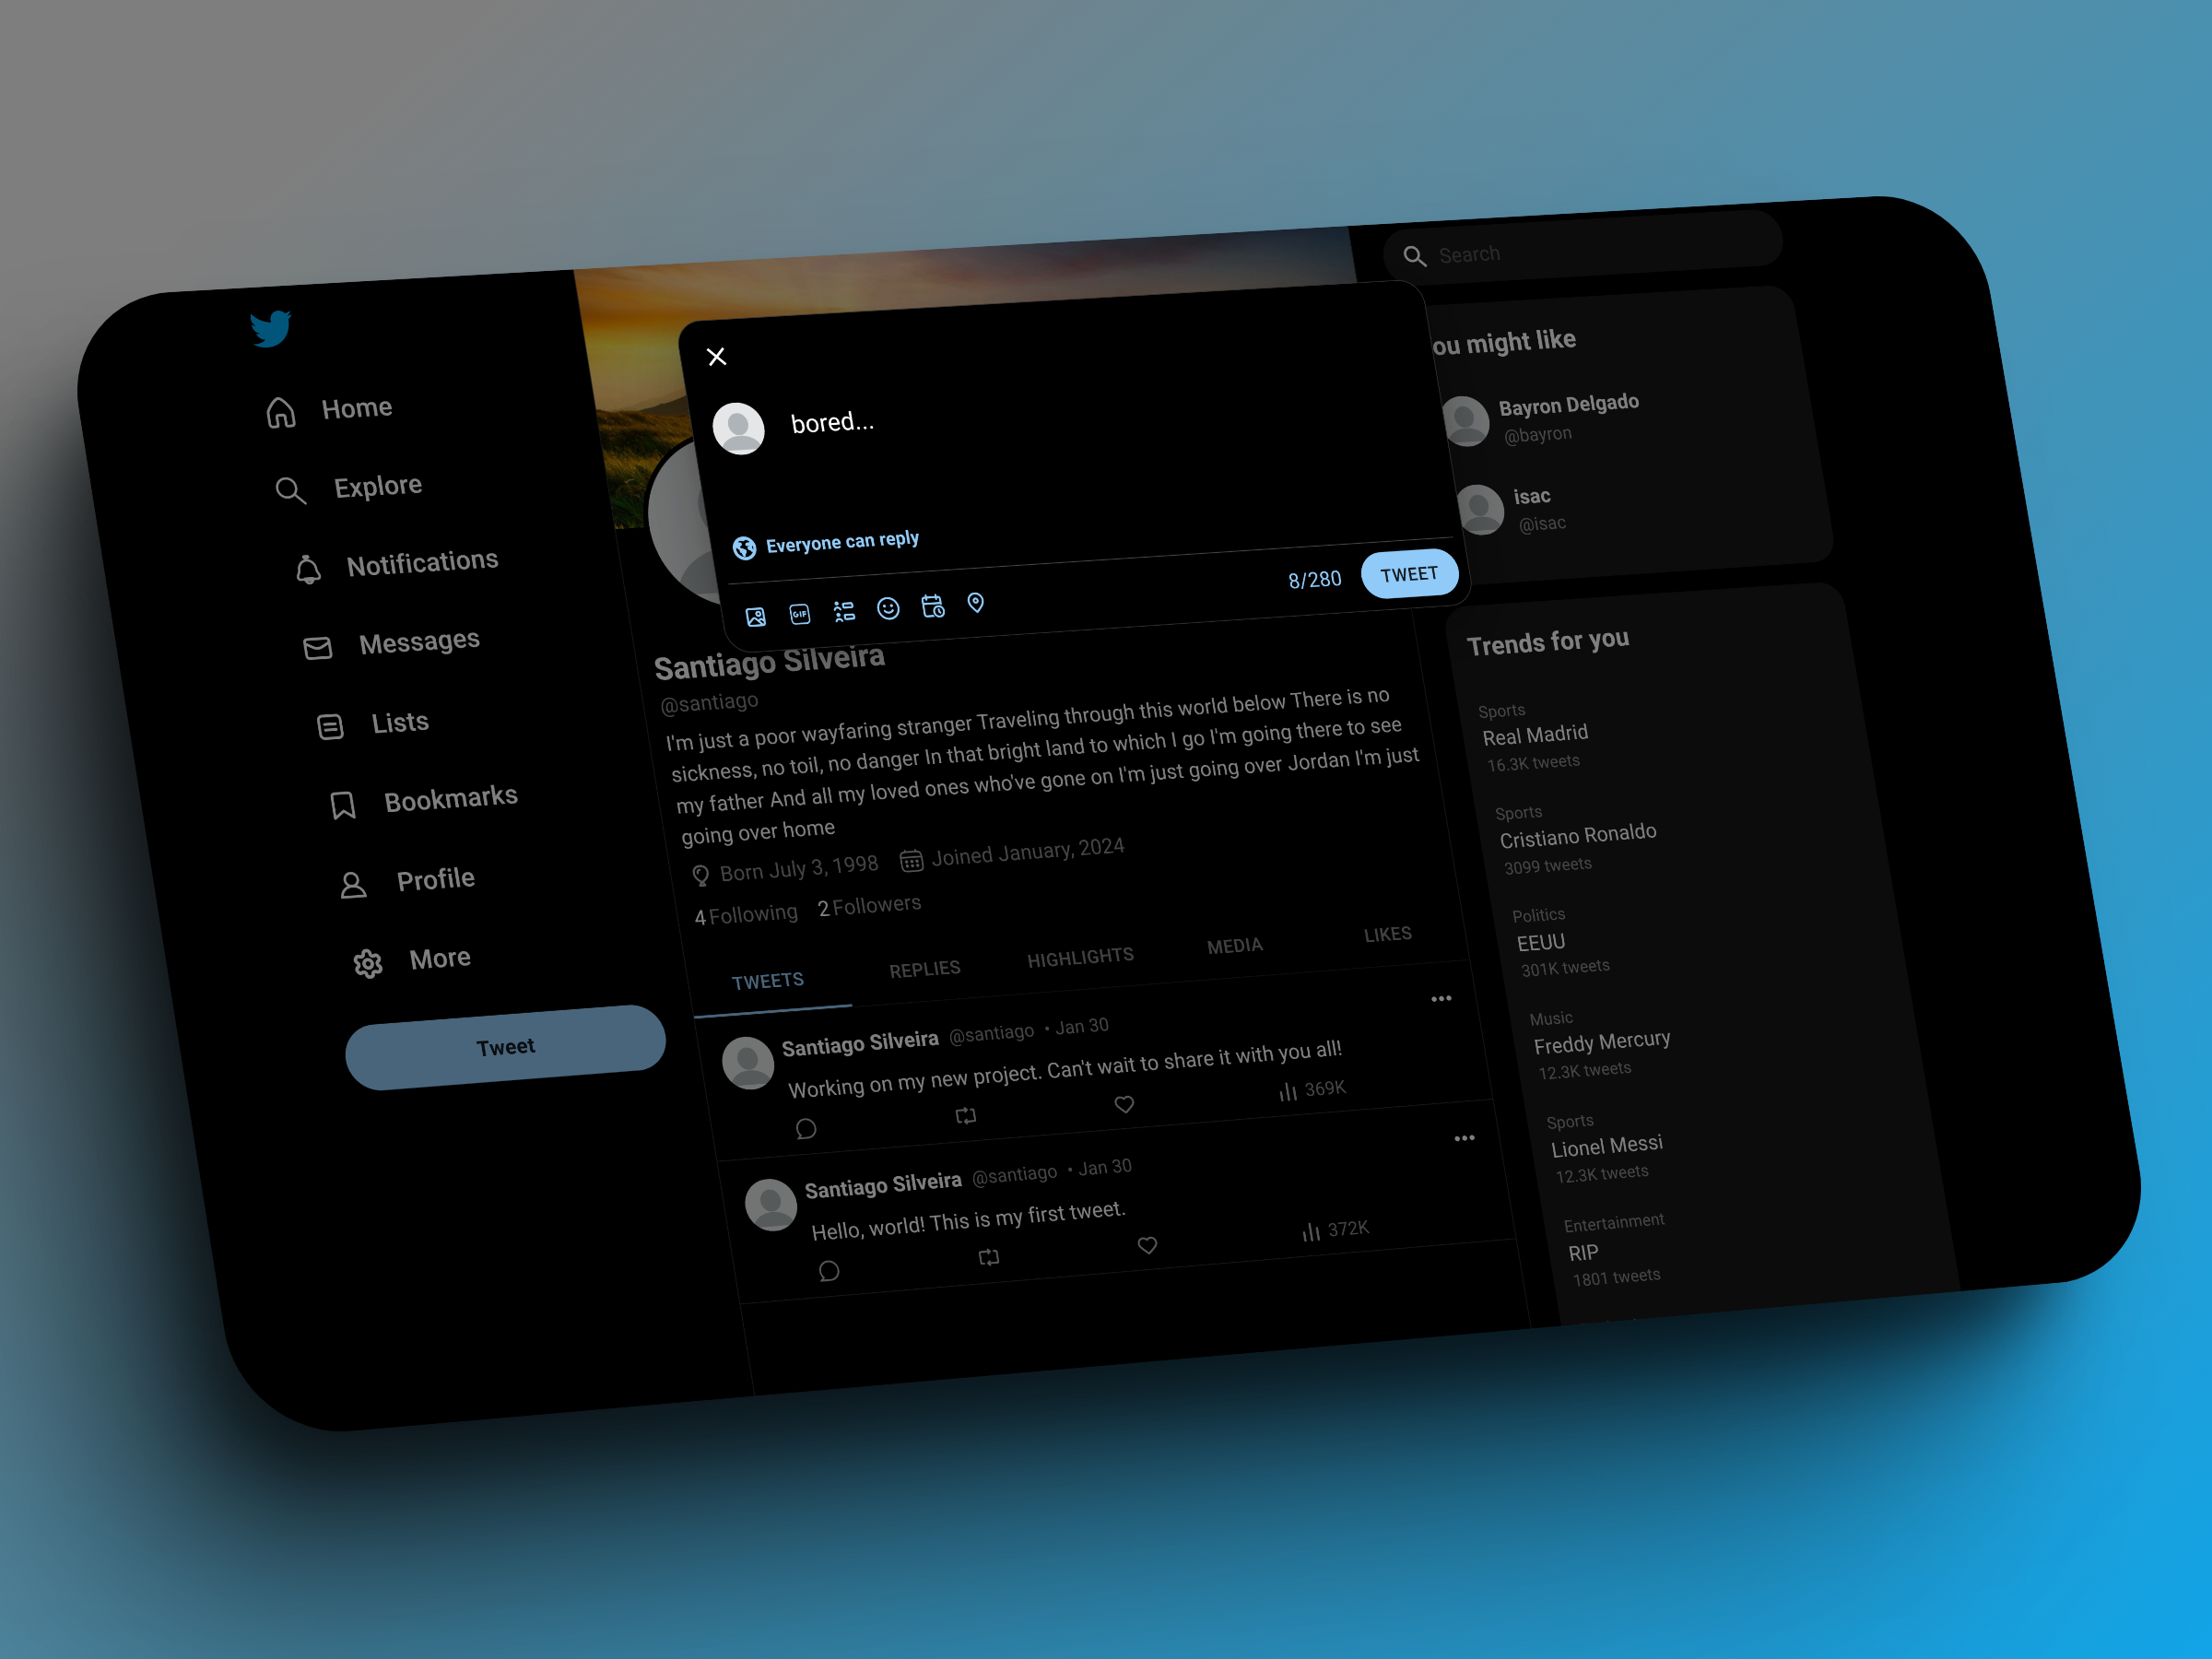 Home
Explore
Notifications
Messages
Lists
Bookmarks
Profile
More
Tweet
bored...
Everyone can reply
GIF
8/280
TWEET
Santiago Silveira
@santiago
I'm just a poor wayfaring stranger Traveling through this world below There is no
sickness, no toil, no danger In that bright land to which I go I'm going there to see
my father And all my loved ones who've gone on I'm just going over Jordan I'm just
going over home
Born July 3, 1998 Joined January, 2024
4 Following 2 Followers
TWEETS REPLIES HIGHLIGHTS MEDIA LIKES
Santiago Silveira @santiago • Jan 30
Working on my new project. Can't wait to share it with you all!
369K
Santiago Silveira @santiago • Jan 30
Hello, world! This is my first tweet.
372K
Search
ou might like
Bayron Delgado
@bayron
isac
@isac
Trends for you
Sports
Real Madrid
16.3K tweets
Sports
Cristiano Ronaldo
3099 tweets
Politics
EEUU
301K tweets
Music
Freddy Mercury
12.3K tweets
Sports
Lionel Messi
12.3K tweets
Entertainment
RIP
1801 tweets